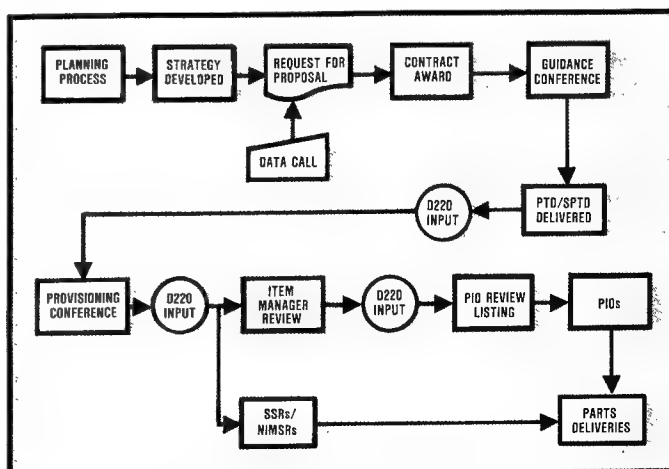 PLANNING
PROCESS
STRATEGY
DEVELOPED
REQUEST FOR
PROPOSAL
CONTRACT
AWARD
GUIDANCE
CONFERENCE
DATA CALL
D220
INPUT
PTD/SPTD
DELIVERED
PROVISIONING
CONFERENCE
D220
INPUT
ITEM
MANAGER
REVIEW
D220
INPUT
PIO REVIEW
LISTING
PIOs
SSRs/
NIMSRs
PARTS
DELIVERIES